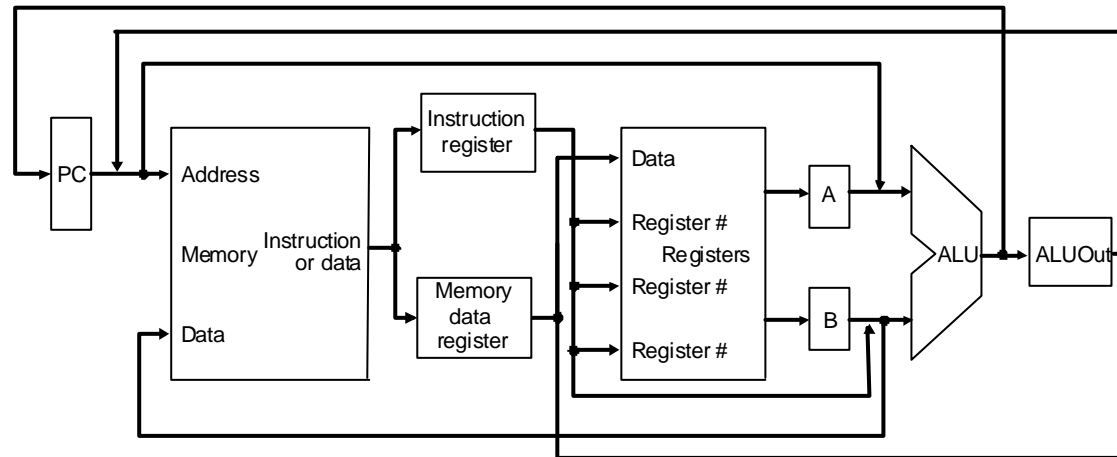 PC
Address
Memory
Instruction
or data
Data
Instruction
register
Memory
data
register
Data
Register #
Registers
Register #
Register #
A
B
ALU
ALUOut